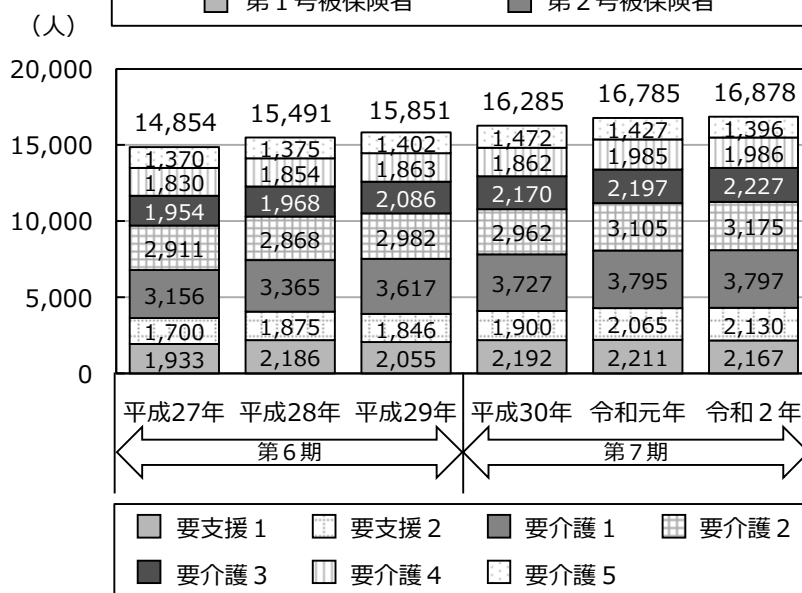 第1号被保険者 第2号被保険者
（人）
20,000
15,000
10,000
5,000
0
14,854 15,491 15,851 16,285 16,785 16,878
1,370 1,375 1,402 1,472 1,427 1,396
1,830 1,854 1,863 1,862 1,985 1,986
1,954 1,968 2,086 2,170 2,197 2,227
2,911 2,868 2,982 2,962 3,105 3,175
3,156 3,365 3,617 3,727 3,795 3,797
1,700 1,875 1,846 1,900 2,065 2,130
1,933 2,186 2,055 2,192 2,211 2,167
平成27年 平成28年 平成29年 平成30年 令和元年 令和２年
第６期 第７期
要支援１ 要支援２ 要介護１ 要介護２
要介護３ 要介護４ 要介護５